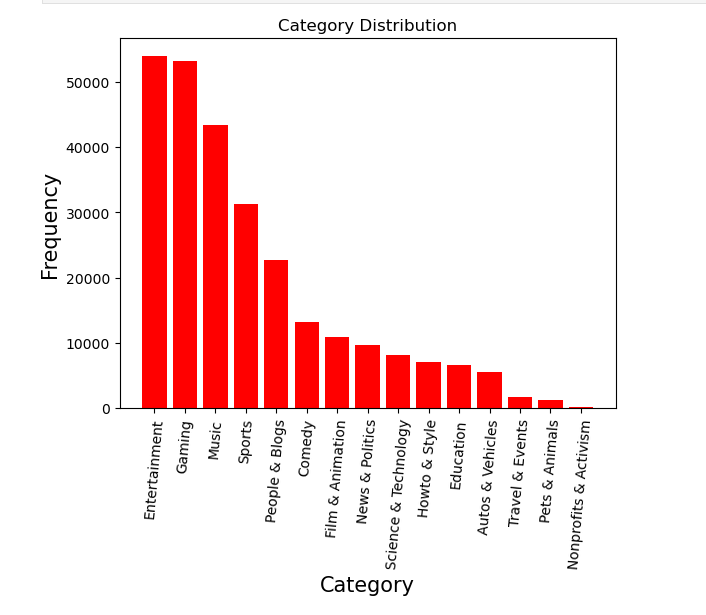 Category Distribution
Frequency
50000
40000
30000
20000
10000
0
Entertainment
Gaming
Music
Sports
People & Blogs
Comedy
Film & Animation
News & Politics
Science & Technology
Howto & Style
Education
Autos & Vehicles
Travel & Events
Pets & Animals
Nonprofits & Activism
Category